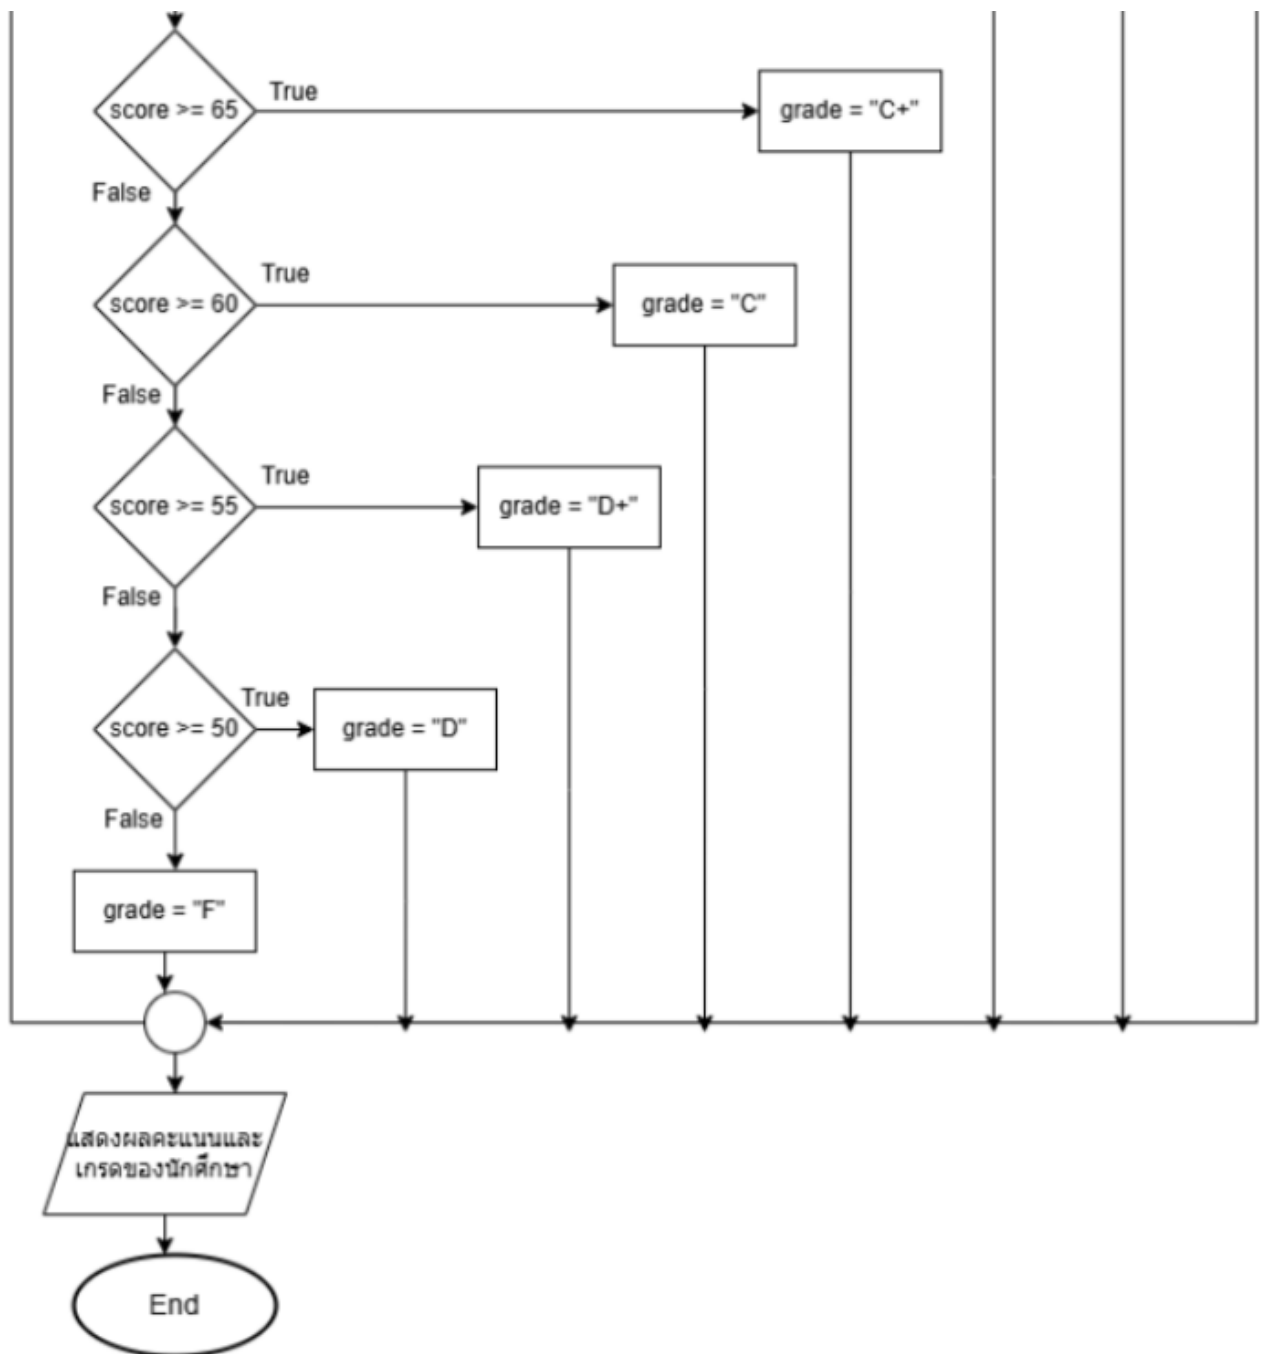 True
score >= 65
grade = "C+"
False
True
score >= 60
grade = "C"
False
True
score >= 55
grade = "D+"
False
True
score >= 50
grade = "D"
False
grade = "F"
แสดงผลคะแนนและ
เกรดของนักศึกษา
End